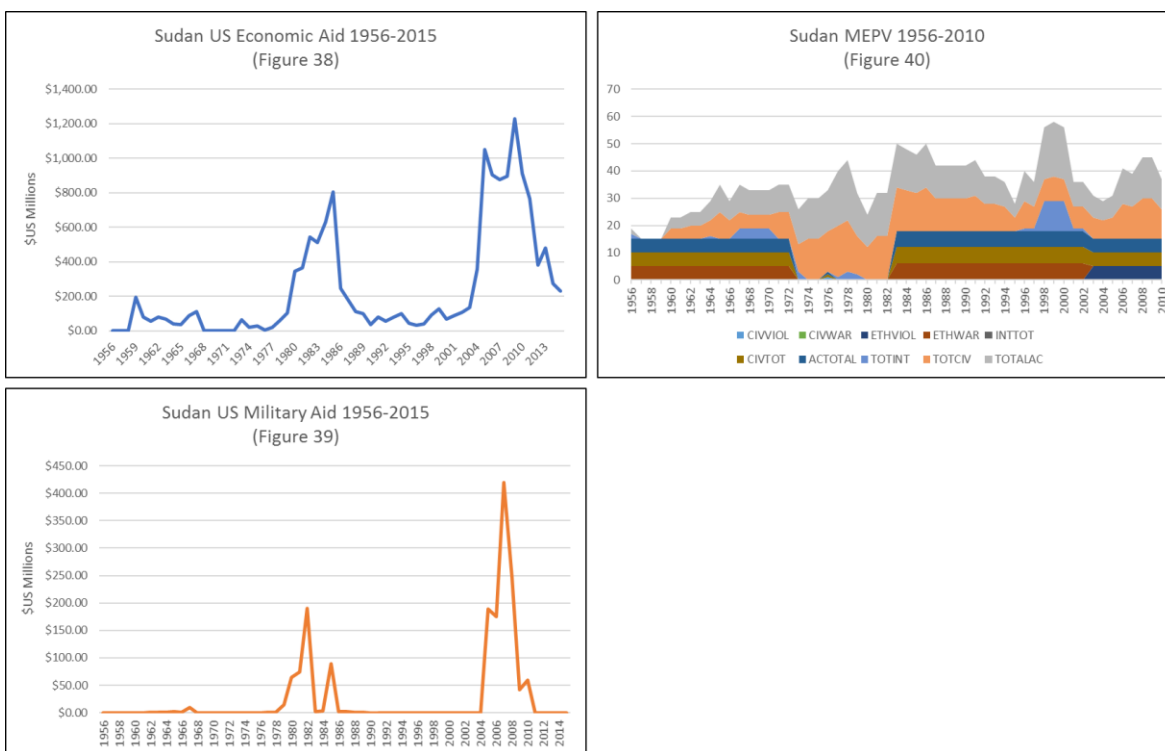 Sudan US Economic Aid 1956-2015
(Figure 38)
$US Millions
$1,400.00
$1,200.00
$1,000.00
$800.00
$600.00
$400.00
$200.00
$0.00
1956 1959 1962 1965 1968 1971 1974 1977 1980 1983 1986 1989 1992 1995 1998 2001 2004 2007 2010 2013
Sudan MEPV 1956-2010
(Figure 40)
70
60
50
40
30
20
10
0
1956 1958 1960 1962 1964 1966 1968 1970 1972 1974 1976 1978 1980 1982 1984 1986 1988 1990 1992 1994 1996 1998 2000 2002 2004 2006 2008 2010
CIVVIOL CIVWAR ETHVIOL ETHWAR INTTOT
CIVTOT ACTOTAL TOTINT TOTCIV TOTALAC
Sudan US Military Aid 1956-2015
(Figure 39)
$US Millions
$450.00
$400.00
$350.00
$300.00
$250.00
$200.00
$150.00
$100.00
$50.00
$0.00
1956 1958 1960 1962 1964 1966 1968 1970 1972 1974 1976 1978 1980 1982 1984 1986 1988 1990 1992 1994 1996 1998 2000 2002 2004 2006 2008 2010 2012 2014